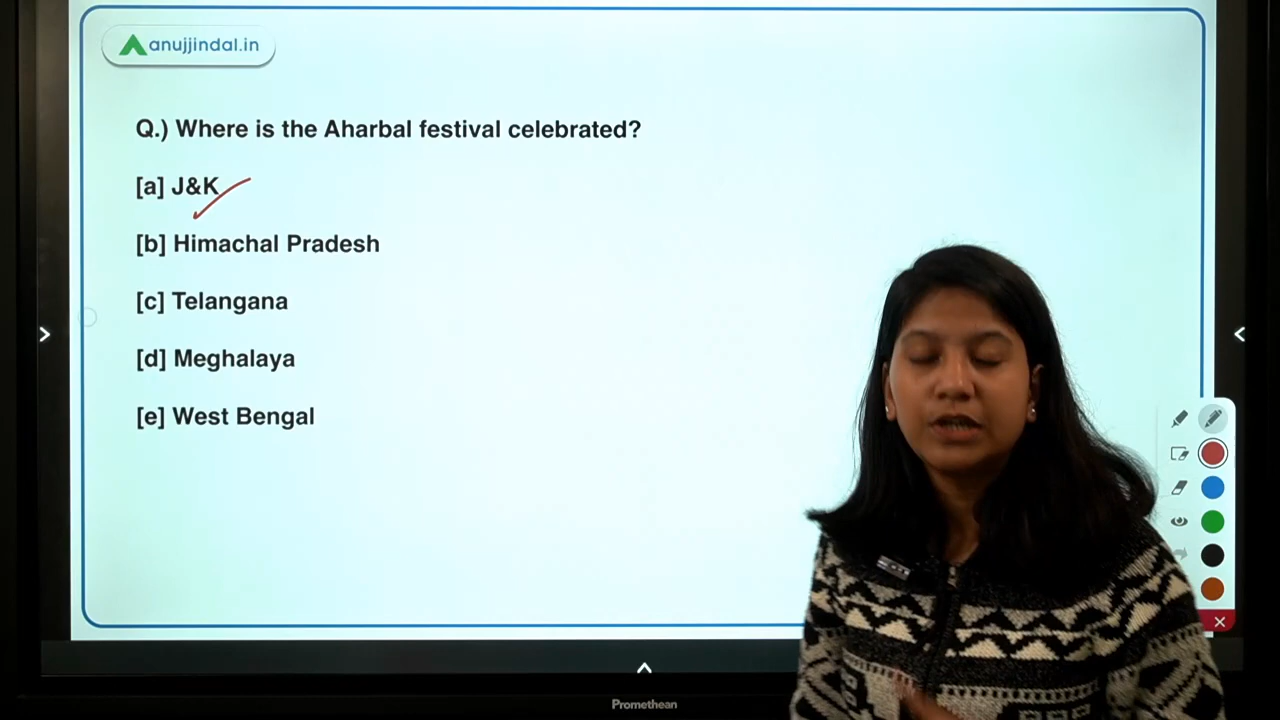 anujjindal.in
Q.) Where is the Aharbal festival celebrated?
[a] J&K
[b] Himachal Pradesh
[c] Telangana
[d] Meghalaya
[e] West Bengal
Promethean